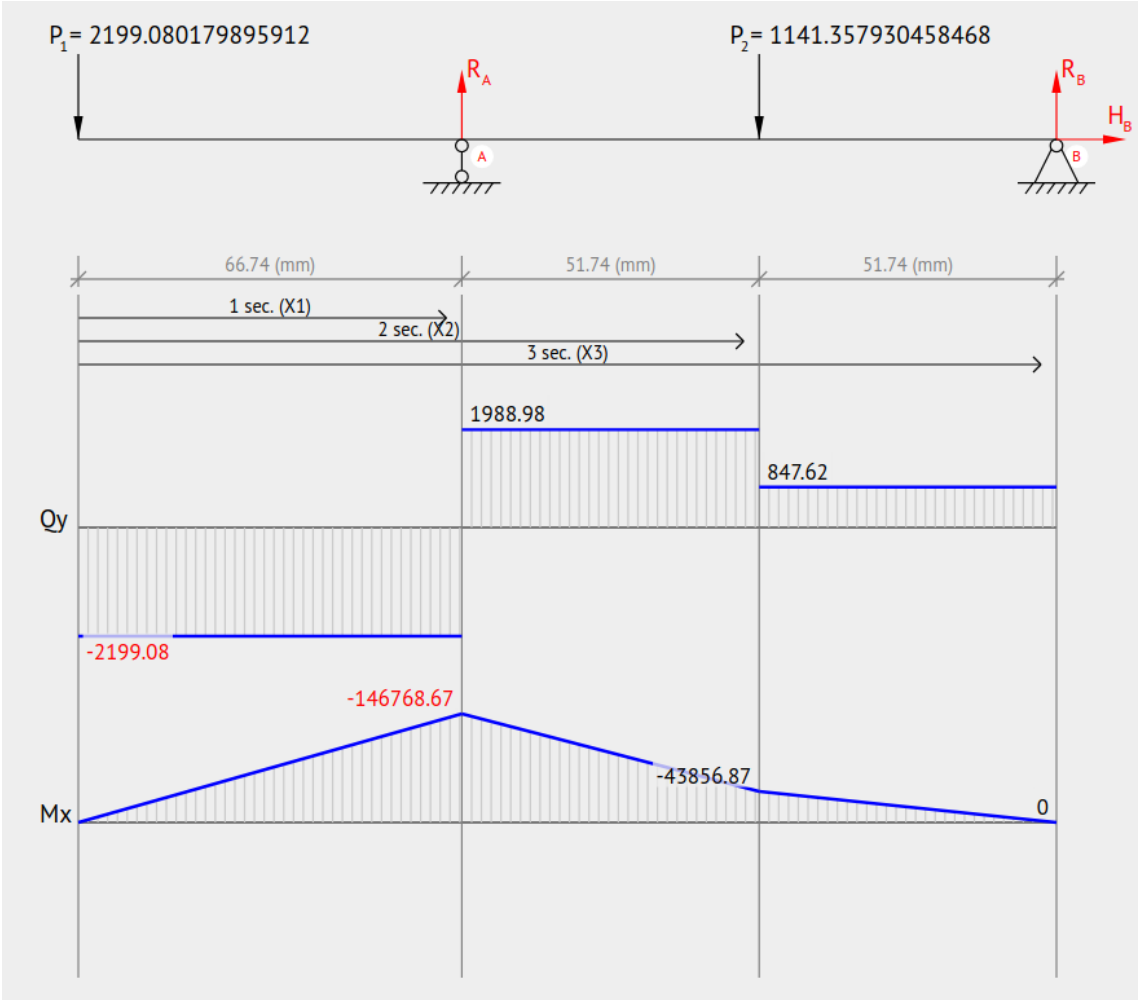 P1= 2199.080179895912
P2= 1141.357930458468
RA
RB
HB
A
B
66.74 (mm)
51.74 (mm)
51.74 (mm)
1 sec. (X1)
2 sec. (X2)
3 sec. (X3)
1988.98
847.62
Qy
-2199.08
-146768.67
-43856.87
0
Mx